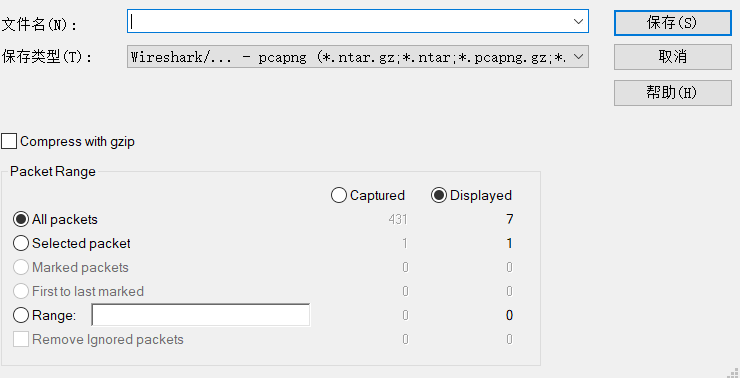 文件名(N)：
保存(S)
保存类型(T)：
Wireshark/... - pcapng (*.ntar.gz;*.ntar;*.pcapng.gz;*.
取消
帮助(H)
Compress with gzip
Packet Range
Captured Displayed
All packets 431 7
Selected packet 1 1
Marked packets 0 0
First to last marked 0 0
Range: 0 0
Remove Ignored packets 0 0